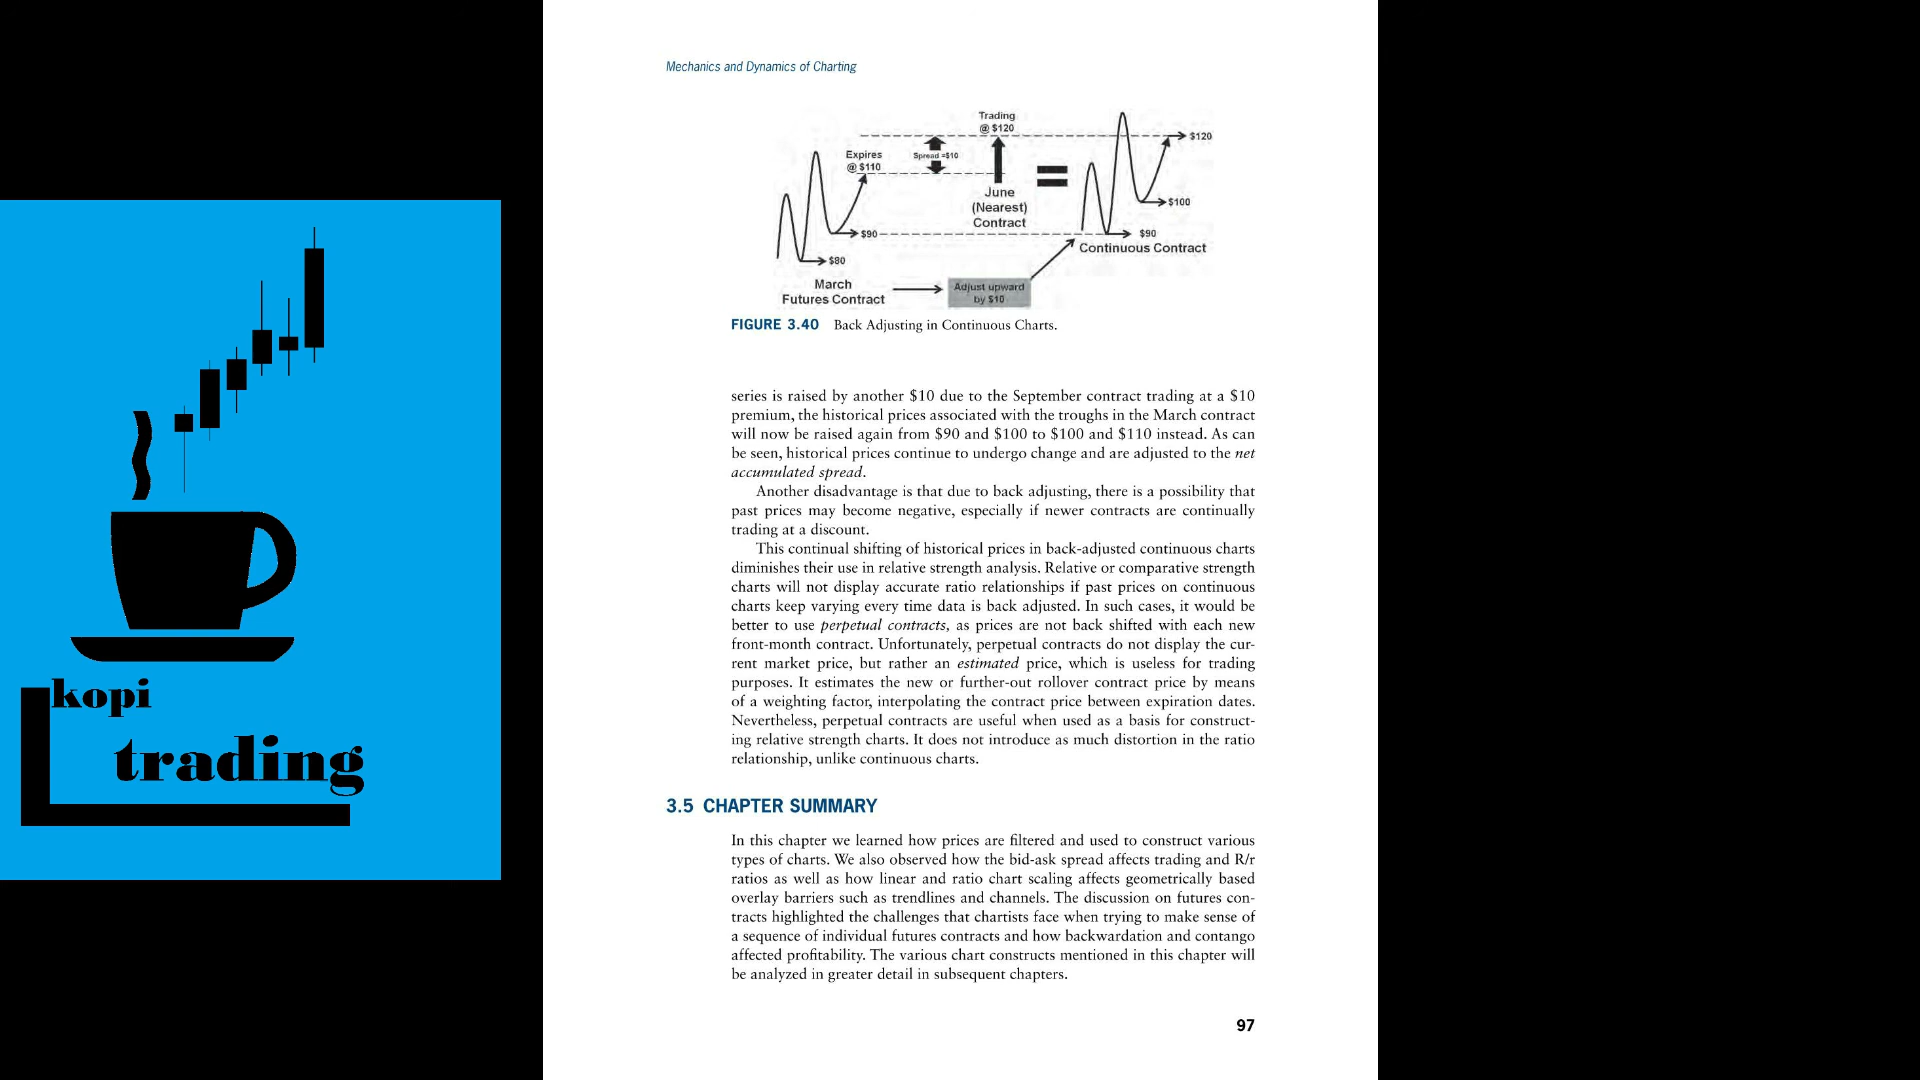 kopi
trading
Mechanics and Dynamics of Charting
Trading
@ $120
$120
Expires
@ $110
Spread =$10
June
(Nearest)
Contract
$100
$90
$90
Continuous Contract
$80
March
Futures Contract
Adjust upward
by $10
FIGURE 3.40 Back Adjusting in Continuous Charts.
series is raised by another $10 due to the September contract trading at a $10
premium, the historical prices associated with the troughs in the March contract
will now be raised again from $90 and $100 to $100 and $110 instead. As can
be seen, historical prices continue to undergo change and are adjusted to the net
accumulated spread.
Another disadvantage is that due to back adjusting, there is a possibility that
past prices may become negative, especially if newer contracts are continually
trading at a discount.
This continual shifting of historical prices in back-adjusted continuous charts
diminishes their use in relative strength analysis. Relative or comparative strength
charts will not display accurate ratio relationships if past prices on continuous
charts keep varying every time data is back adjusted. In such cases, it would be
better to use perpetual contracts, as prices are not back shifted with each new
front-month contract. Unfortunately, perpetual contracts do not display the cur-
rent market price, but rather an estimated price, which is useless for trading
purposes. It estimates the new or further-out rollover contract price by means
of a weighting factor, interpolating the contract price between expiration dates.
Nevertheless, perpetual contracts are useful when used as a basis for construct-
ing relative strength charts. It does not introduce as much distortion in the ratio
relationship, unlike continuous charts.
3.5 CHAPTER SUMMARY
In this chapter we learned how prices are filtered and used to construct various
types of charts. We also observed how the bid-ask spread affects trading and R/r
ratios as well as how linear and ratio chart scaling affects geometrically based
overlay barriers such as trendlines and channels. The discussion on futures con-
tracts highlighted the challenges that chartists face when trying to make sense of
a sequence of individual futures contracts and how backwardation and contango
affected profitability. The various chart constructs mentioned in this chapter will
be analyzed in greater detail in subsequent chapters.
97